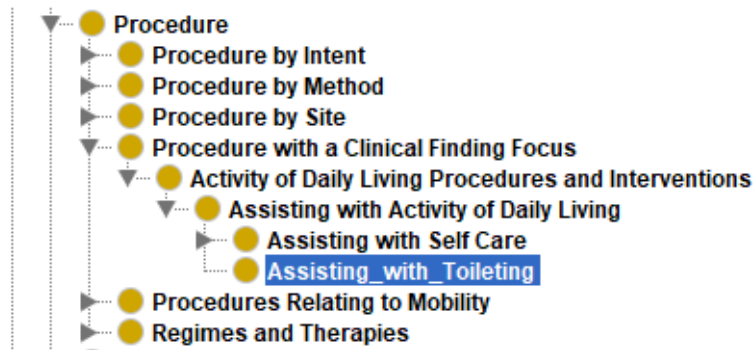 Procedure
Procedure by Intent
Procedure by Method
Procedure by Site
Procedure with a Clinical Finding Focus
Activity of Daily Living Procedures and Interventions
Assisting with Activity of Daily Living
Assisting with Self Care
Assisting_with_Toileting
Procedures Relating to Mobility
Regimes and Therapies